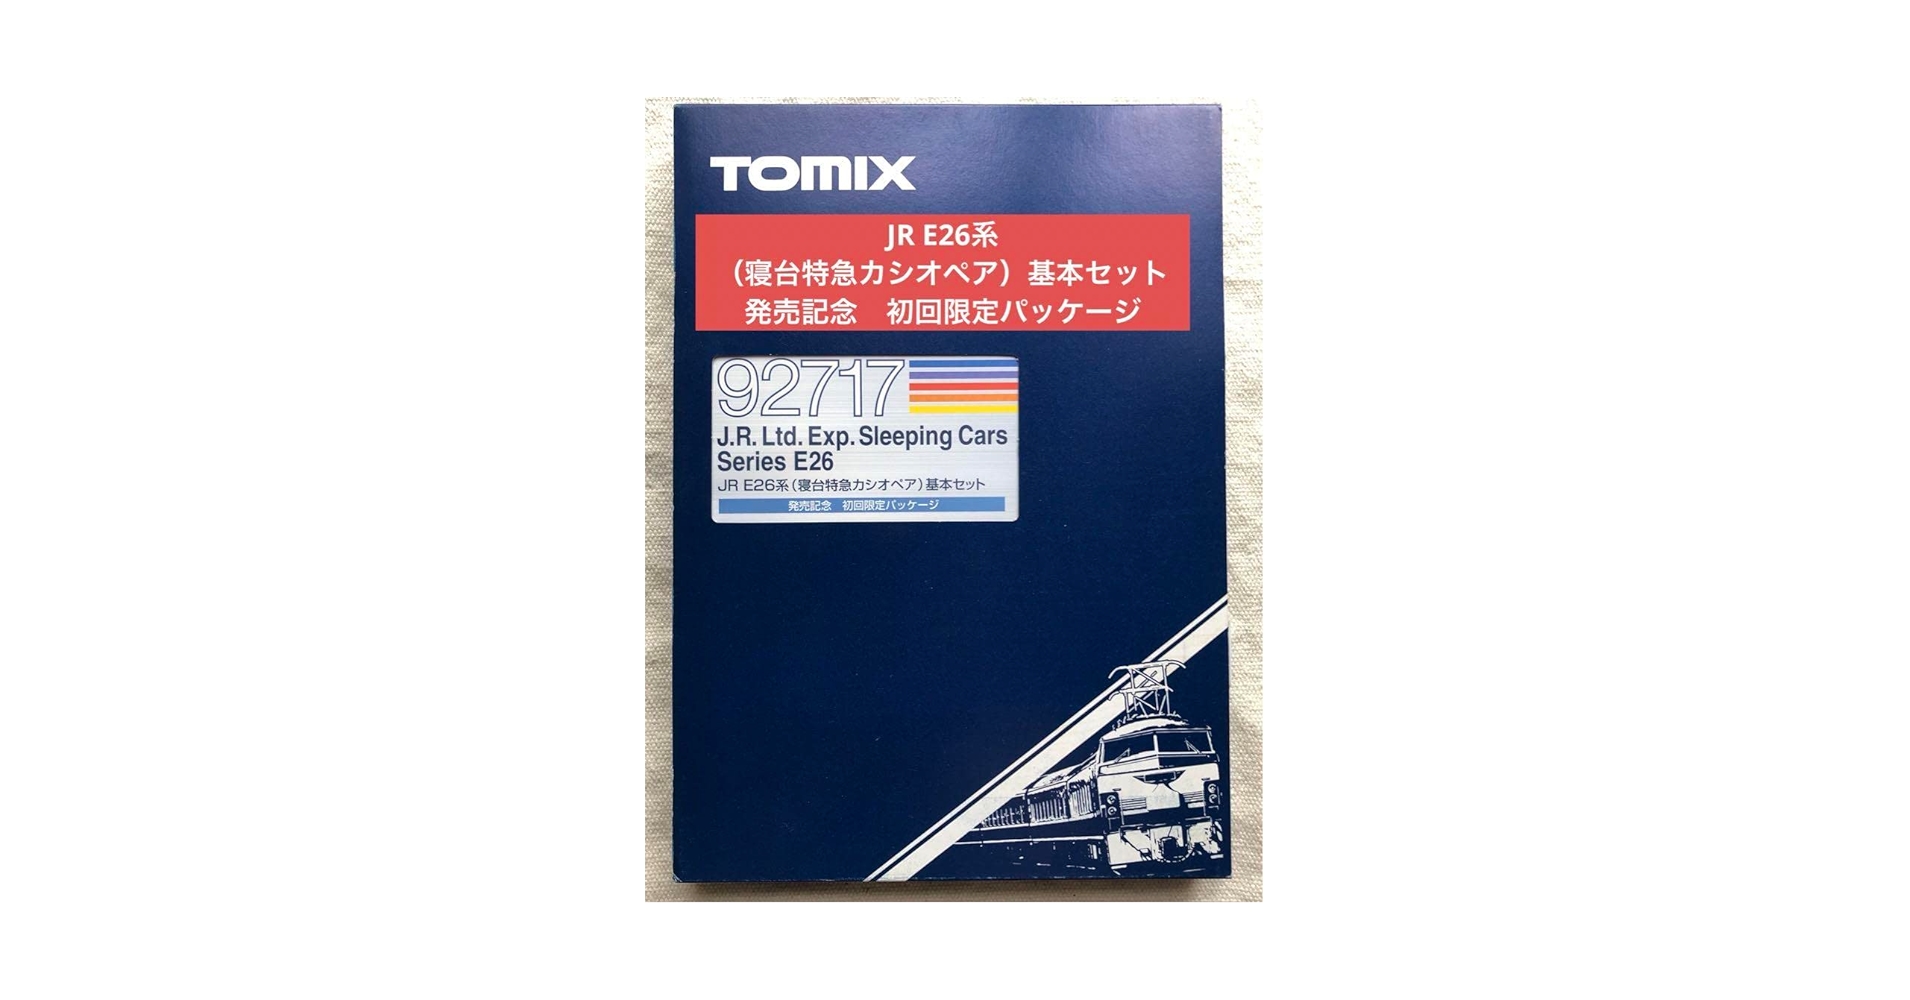 TOMIX
JR E26系
（寝台特急カシオペア）基本セット
発売記念　初回限定パッケージ
92717
J.R. Ltd. Exp. Sleeping Cars
Series E26
JR E26系（寝台特急カシオペア）基本セット
発売記念　初回限定パッケージ